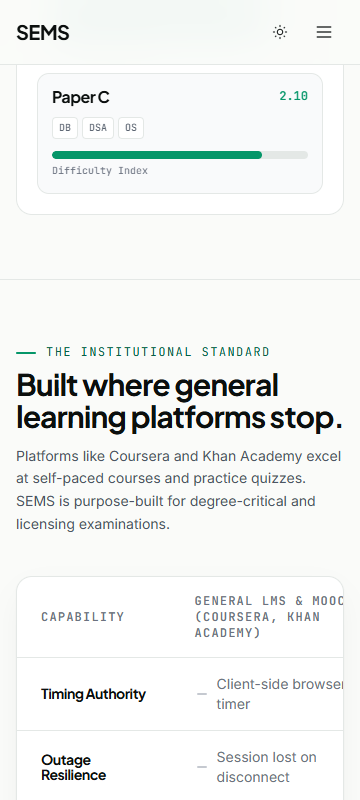 SEMS
Paper C
2.10
DB DSA OS
Difficulty Index
THE INSTITUTIONAL STANDARD
Built where general
learning platforms stop.
Platforms like Coursera and Khan Academy excel
at self-paced courses and practice quizzes.
SEMS is purpose-built for degree-critical and
licensing examinations.
CAPABILITY
GENERAL LMS & MOOC
(COURSERA, KHAN
ACADEMY)
Timing Authority
— Client-side browser
timer
Outage
Resilience
— Session lost on
disconnect